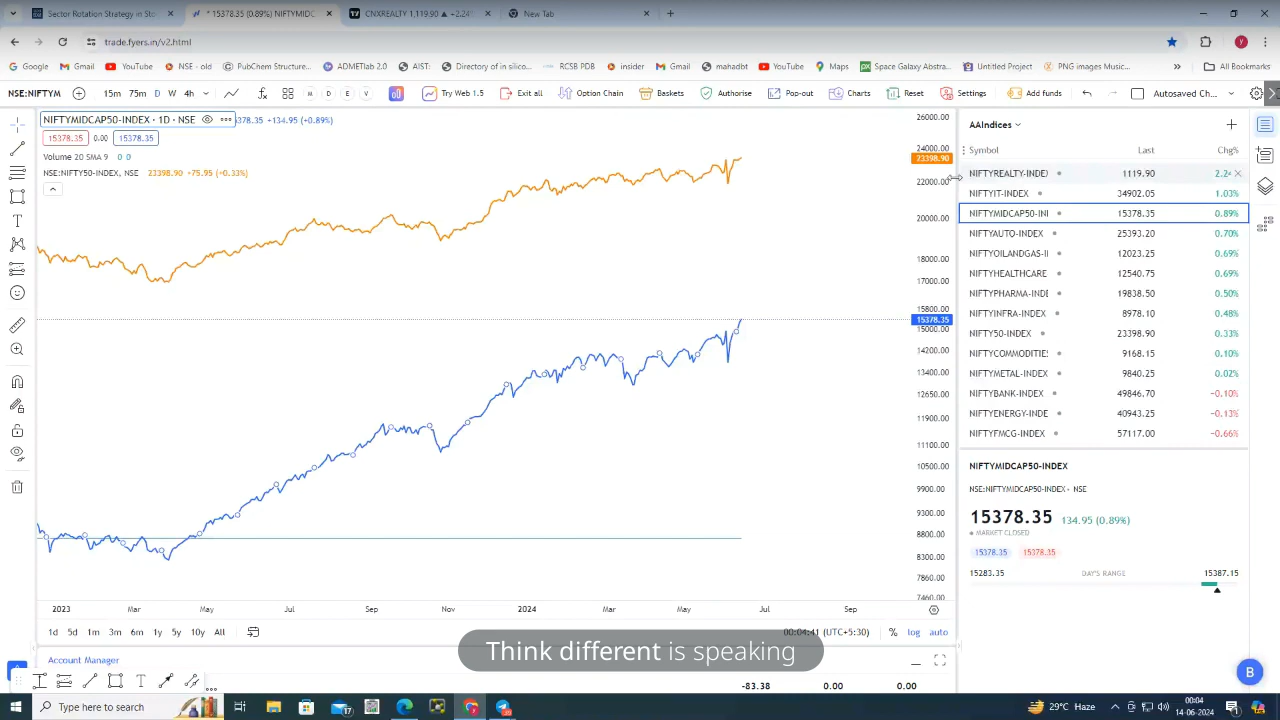 Sector Rotation Strategy in Sto
15378.35 (0.89%) NIFTYMIDC
CNXREALTY 1,119.90 ▲ +2.24%
New Tab
trade.fyers.in/v2.html
Google
Gmail
YouTube
NSE - old
PubChem Structure...
ADMETlab 2.0
AIST:
Directory of in silico...
RCSB PDB
insider
Gmail
mahadbt
YouTube
Maps
Space Galaxy Abstra...
Untitled Project
PNG images Music...
All Bookmarks
NSE:NIFTYM
15m 75m D W 4h
M D E V
Try Web 1.5
Exit all
Option Chain
Baskets
Authorise
Pop-out
Charts
Reset
Settings
Add funds
Autosaved Ch...
NIFTYMIDCAP50-INDEX · 1D · NSE
378.35 +134.95 (+0.89%)
15378.35 0.00 15378.35
Volume 20 SMA 9 0 0
NSE:NIFTY50-INDEX, NSE 23398.90 +75.95 (+0.33%)
26000.00
24000.00
23398.90
22000.00
20000.00
18000.00
17000.00
15800.00
15378.35
15000.00
14200.00
13400.00
12650.00
11900.00
11100.00
10500.00
9900.00
9300.00
8800.00
8300.00
7860.00
7460.00
2023 Mar May Jul Sep Nov 2024 Mar May Jul Sep
1d 5d 1m 3m 6m 1y 5y 10y All
00:04:41 (UTC+5:30)
% log auto
Think different is speaking
Account Manager
-83.38 0.00 0.00
AAIndices
Symbol Last Chg%
NIFTYREALTY-INDEX 1119.90 2.24
NIFTYIT-INDEX 34902.05 1.03%
NIFTYMIDCAP50-INI 15378.35 0.89%
NIFTYAUTO-INDEX 25393.20 0.70%
NIFTYOILANDGAS-II 12023.25 0.69%
NIFTYHEALTHCARE 12540.75 0.69%
NIFTYPHARMA-INDE 19838.50 0.50%
NIFTYINFRA-INDEX 8978.10 0.48%
NIFTY50-INDEX 23398.90 0.33%
NIFTYCOMMODITIES 9168.15 0.10%
NIFTYMETAL-INDEX 9840.25 0.02%
NIFTYBANK-INDEX 49846.70 −0.10%
NIFTYENERGY-INDE 40943.25 −0.13%
NIFTYFMCG-INDEX 57117.00 −0.66%
NIFTYMIDCAP50-INDEX
NSE:NIFTYMIDCAP50-INDEX• NSE
15378.35 134.95 (0.89%)
MARKET CLOSED
15378.35 15378.35
15283.35 DAY'S RANGE 15387.15
B
Type here to search
17
29°C Haze
00:04
14-06-2024